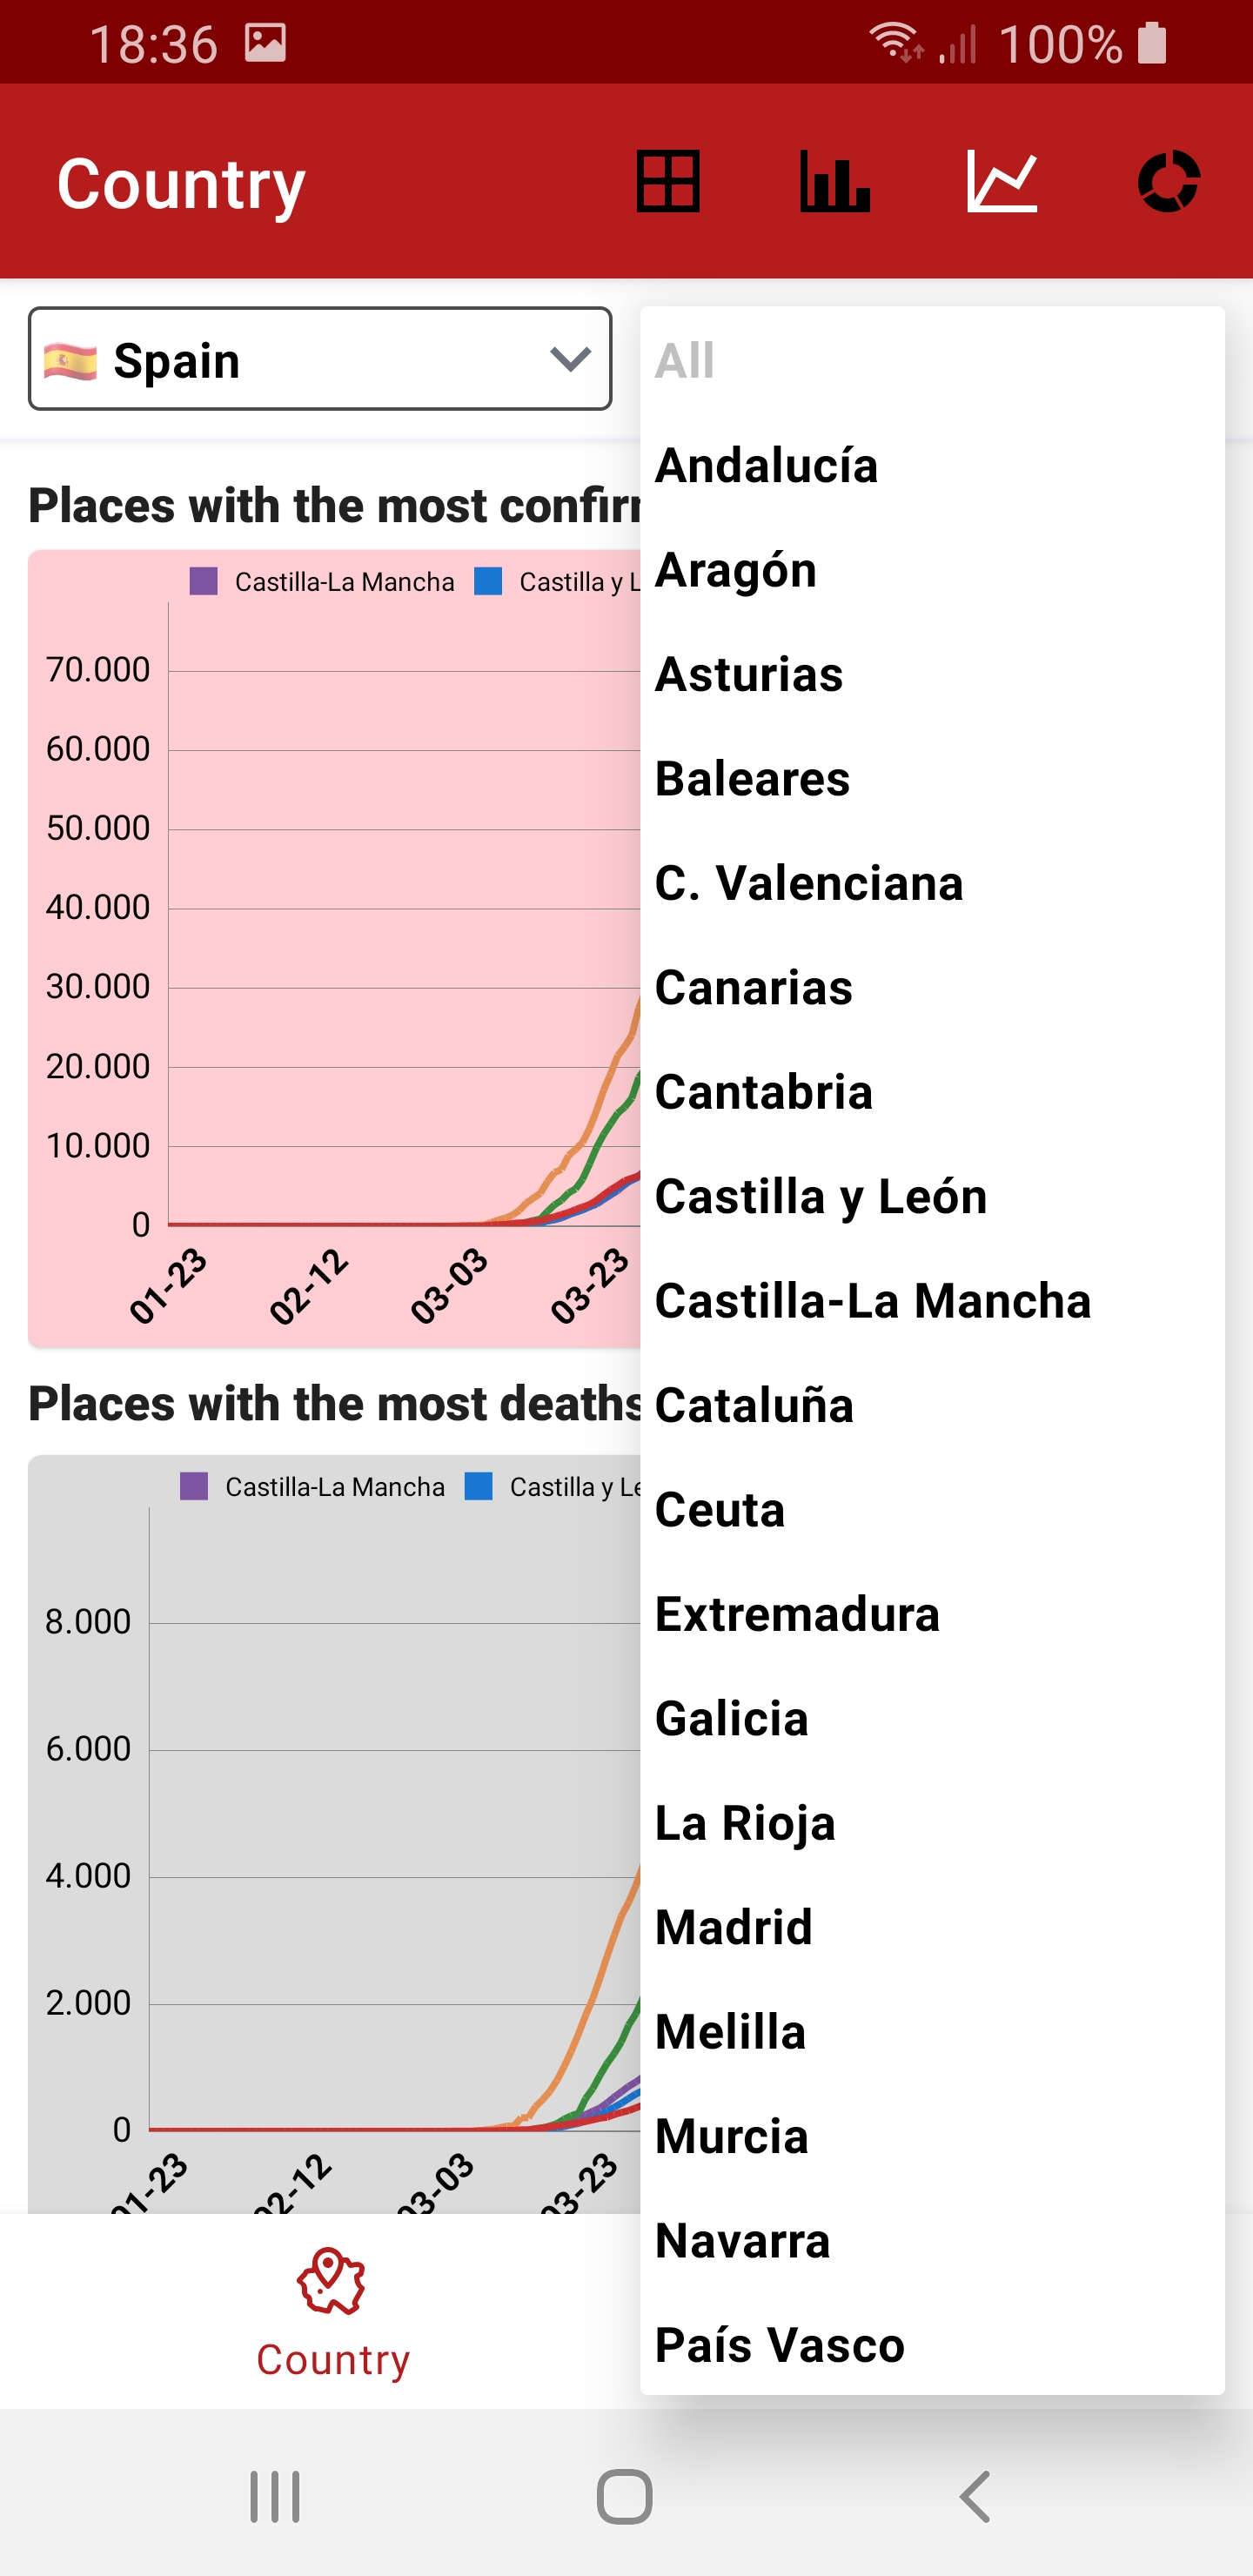 18:36
100%
Country
Spain
All
Andalucía
Aragón
Asturias
Baleares
C. Valenciana
Canarias
Cantabria
Castilla y León
Castilla-La Mancha
Cataluña
Ceuta
Extremadura
Galicia
La Rioja
Madrid
Melilla
Murcia
Navarra
País Vasco
Places with the most confir
Castilla-La Mancha
Castilla y L
70.000
60.000
50.000
40.000
30.000
20.000
10.000
0
01-23
02-12
03-03
03-23
Places with the most deaths
Castilla-La Mancha
Castilla y Le
8.000
6.000
4.000
2.000
0
01-23
02-12
03-03
03-23
Country